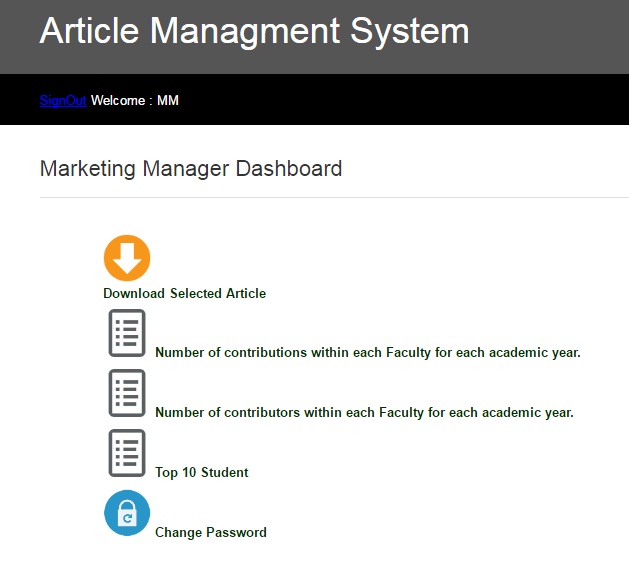 Article Managment System
SignOut Welcome : MM
Marketing Manager Dashboard
Download Selected Article
Number of contributions within each Faculty for each academic year.
Number of contributors within each Faculty for each academic year.
Top 10 Student
Change Password